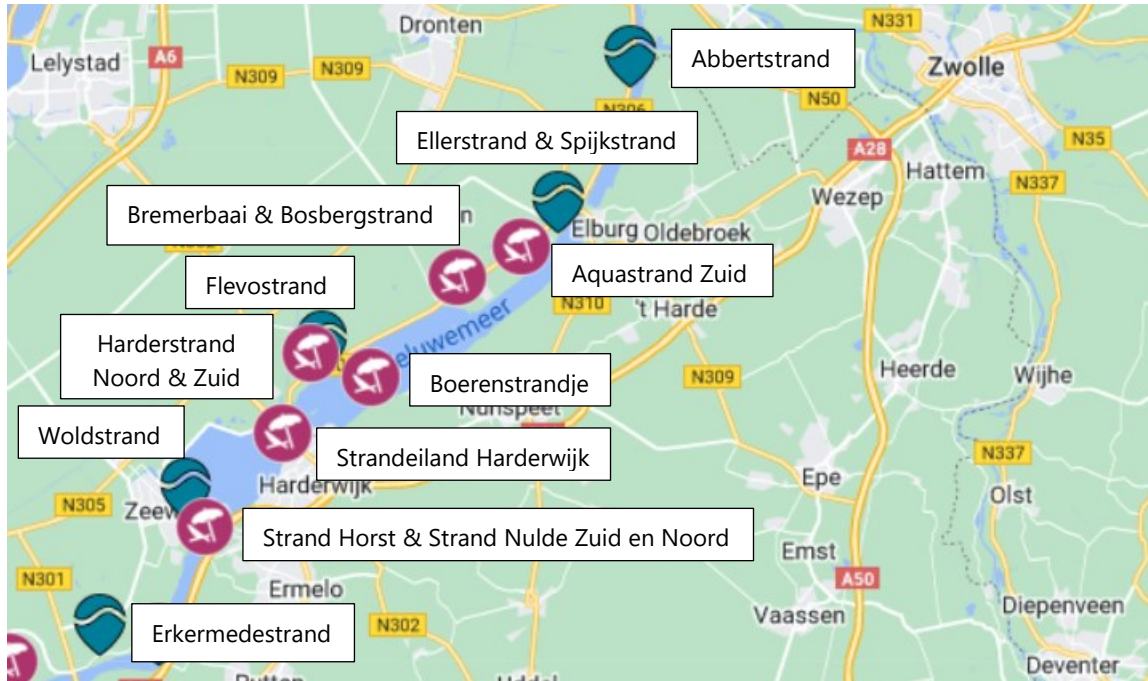 Dronten
N331
Lelystad
A6
N309
N309
Abbertstrand
Zwolle
N50
N306
Ellerstrand & Spijkstrand
A28
N35
Hattem
N337
Wezep
Bremerbaai & Bosbergstrand
Elburg
Oldebroek
Flevostrand
Aquastrand Zuid
N310
't Harde
Harderstrand
Noord & Zuid
Boerenstrandje
N309
Heerde
Wijhe
Nunspeet
Woldstrand
Strandeiland Harderwijk
N337
Harderwijk
Epe
Olst
N305
Strand Horst & Strand Nulde Zuid en Noord
Emst
N301
Ermelo
A50
Vaassen
Diepenveen
Erkermedestrand
N302
Deventer